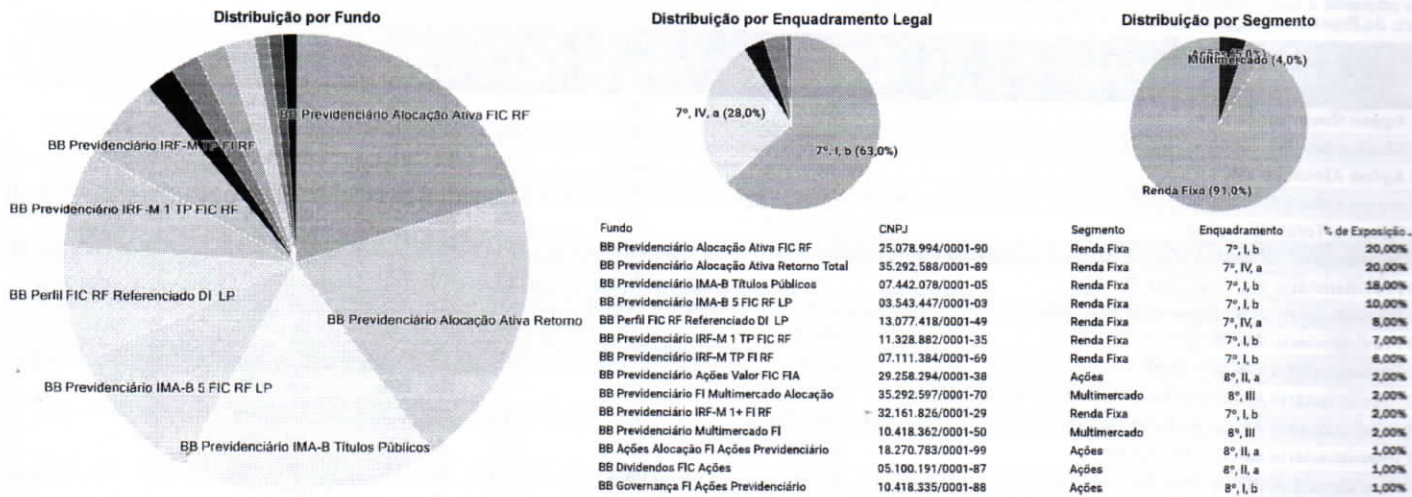 Distribuição por Fundo
BB Previdenciário Alocação Ativa FIC RF
BB Previdenciário IRF-M TP FI RF
BB Previdenciário IRF-M 1 TP FIC RF
BB Perfil FIC RF Referenciado DI LP
BB Previdenciário Alocação Ativa Retorno
BB Previdenciário IMA-B 5 FIC RF LP
BB Previdenciário IMA-B Títulos Públicos
Distribuição por Enquadramento Legal
7º, IV, a (28,0%)
7º, I, b (63,0%)
Distribuição por Segmento
Ações (5,0%)
Multimercado (4,0%)
Renda Fixa (91,0%)
Fundo CNPJ Segmento Enquadramento % de Exposição
BB Previdenciário Alocação Ativa FIC RF 25.078.994/0001-90 Renda Fixa 7º, I, b 20,00%
BB Previdenciário Alocação Ativa Retorno Total 35.292.588/0001-89 Renda Fixa 7º, IV, a 20,00%
BB Previdenciário IMA-B Títulos Públicos 07.442.078/0001-05 Renda Fixa 7º, I, b 18,00%
BB Previdenciário IMA-B 5 FIC RF LP 03.543.447/0001-03 Renda Fixa 7º, I, b 10,00%
BB Perfil FIC RF Referenciado DI LP 13.077.418/0001-49 Renda Fixa 7º, IV, a 8,00%
BB Previdenciário IRF-M 1 TP FIC RF 11.328.882/0001-35 Renda Fixa 7º, I, b 7,00%
BB Previdenciário IRF-M TP FI RF 07.111.384/0001-69 Renda Fixa 7º, I, b 6,00%
BB Previdenciário Ações Valor FIC FIA 29.258.294/0001-38 Ações 8º, II, a 2,00%
BB Previdenciário FI Multimercado Alocação 35.292.597/0001-70 Multimercado 8º, III 2,00%
BB Previdenciário IRF-M 1+ FI RF 32.161.826/0001-29 Renda Fixa 7º, I, b 2,00%
BB Previdenciário Multimercado FI 10.418.362/0001-50 Multimercado 8º, III 2,00%
BB Ações Alocação FI Ações Previdenciário 18.270.783/0001-99 Ações 8º, II, a 1,00%
BB Dividendos FIC Ações 05.100.191/0001-87 Ações 8º, II, a 1,00%
BB Governança FI Ações Previdenciário 10.418.335/0001-88 Ações 8º, I, b 1,00%